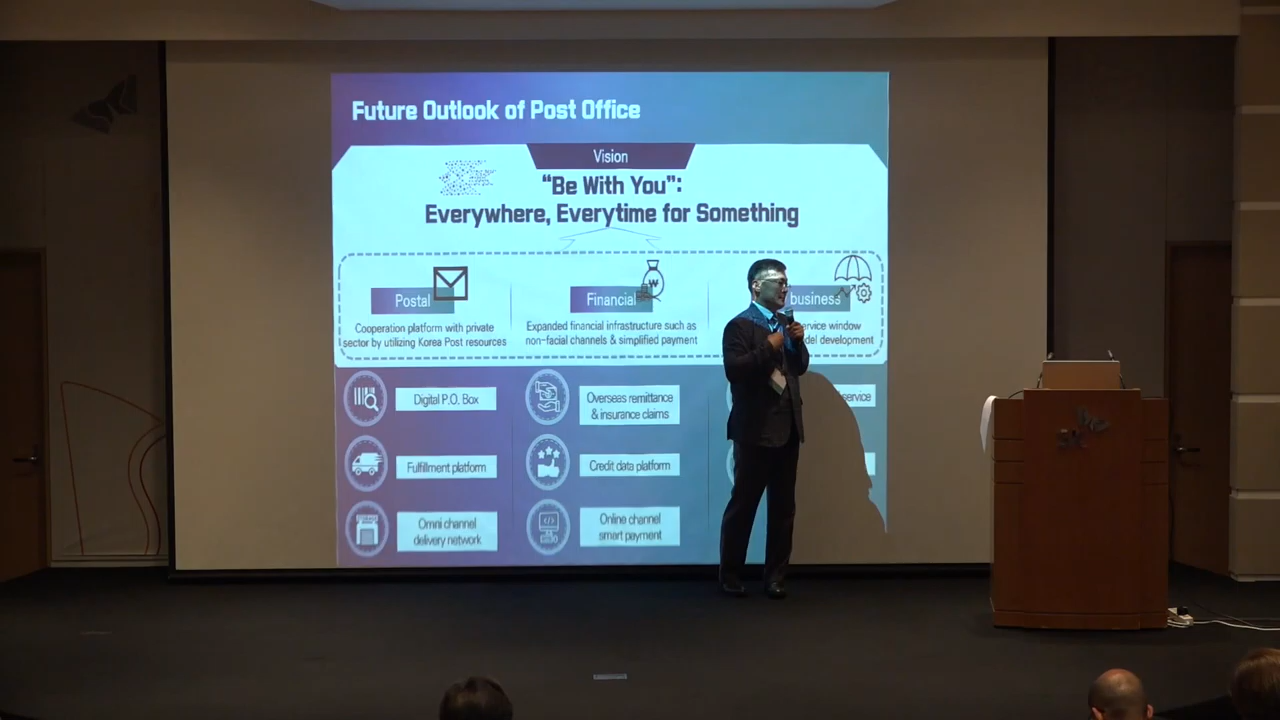 Future Outlook of Post Office
Vision
“Be With You”:
Everywhere, Everytime for Something
Postal
Cooperation platform with private
sector by utilizing Korea Post resources
Financial
Expanded financial infrastructure such as
non-facial channels & simplified payment
business
window
development
Digital P.O. Box
Fulfillment platform
Omni channel
delivery network
Overseas remittance
& insurance claims
Credit data platform
Online channel
smart payment
service
SK